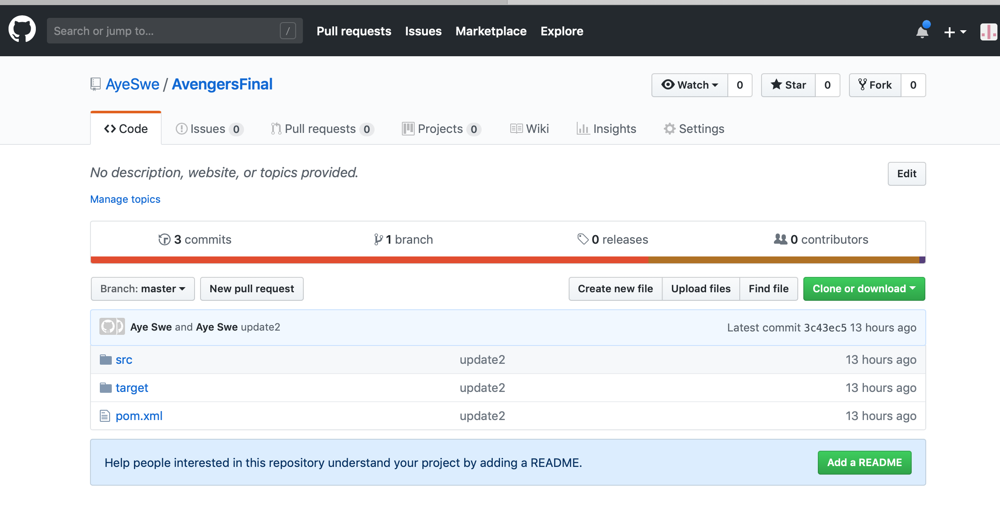 Search or jump to... / Pull requests Issues Marketplace Explore
AyeSwe / AvengersFinal Watch 0 Star 0 Fork 0
Code Issues 0 Pull requests 0 Projects 0 Wiki Insights Settings
No description, website, or topics provided. Edit
Manage topics
3 commits 1 branch 0 releases 0 contributors
Branch: master New pull request Create new file Upload files Find file Clone or download
Aye Swe and Aye Swe update2 Latest commit 3c43ec5 13 hours ago
src update2 13 hours ago
target update2 13 hours ago
pom.xml update2 13 hours ago
Help people interested in this repository understand your project by adding a README. Add a README